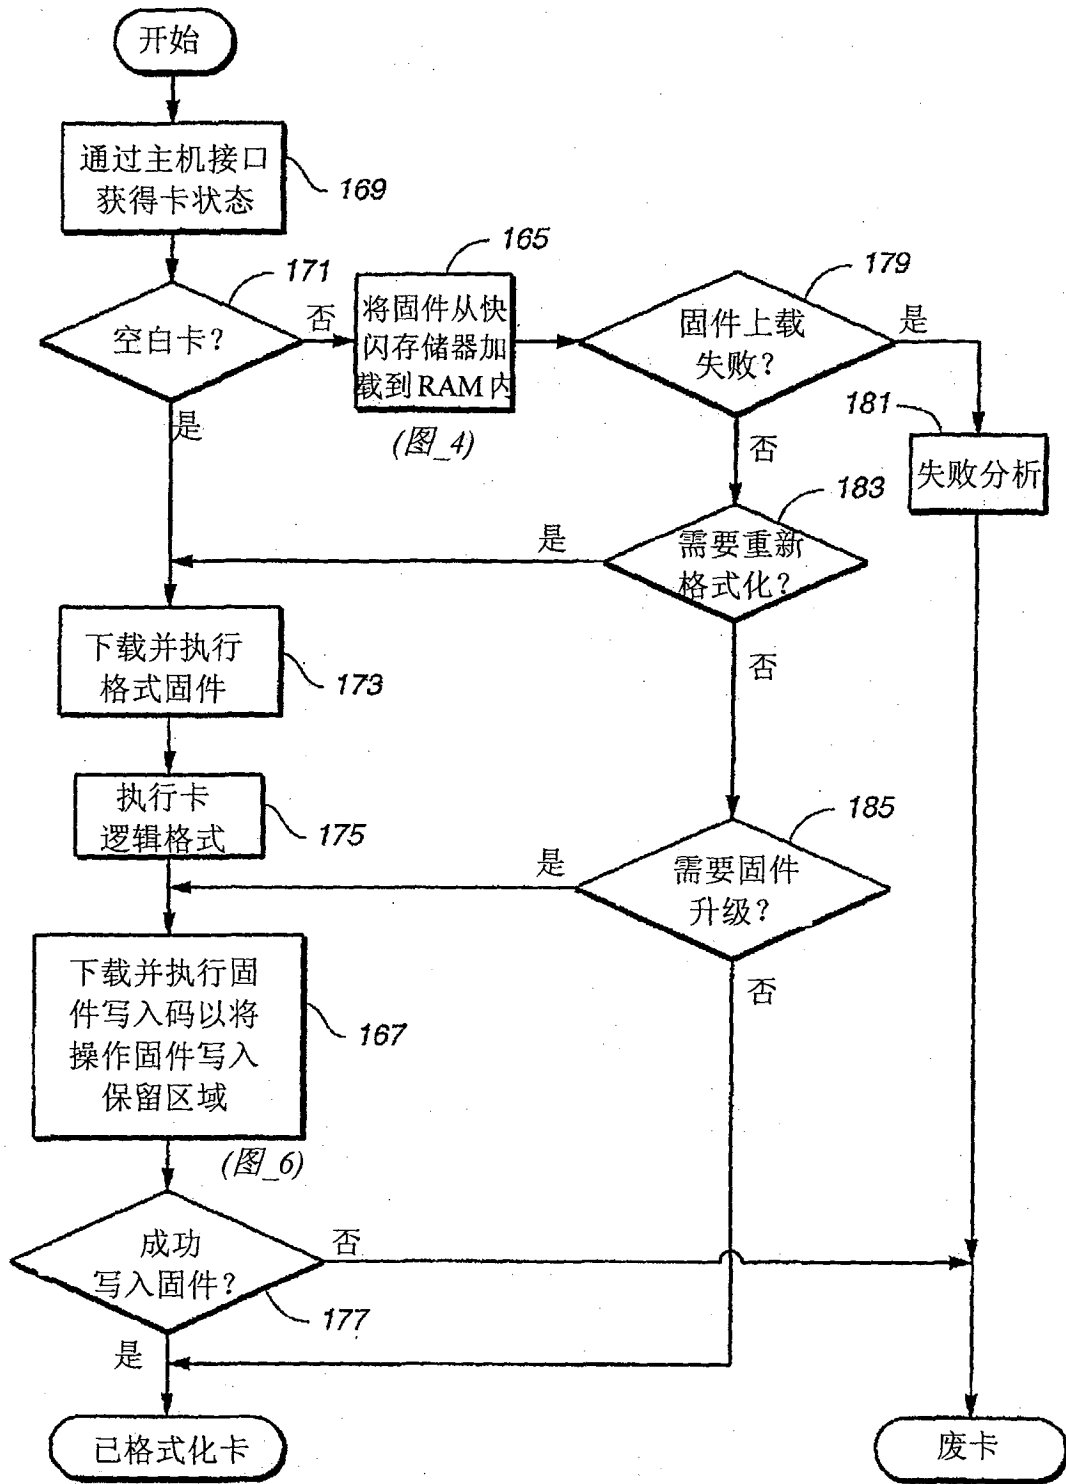 开始
通过主机接口
获得卡状态
169
171
空白卡?
否
是
165
将固件从快
闪存储器加
载到RAM内
(图_4)
179
固件上载
失败?
是
否
181
失败分析
183
需要重新
格式化?
是
否
下载并执行
格式固件
173
执行卡
逻辑格式
175
185
需要固件
升级?
是
否
下载并执行固
件写入码以将
操作固件写入
保留区域
167
(图_6)
成功
写入固件?
否
177
是
已格式化卡
废卡